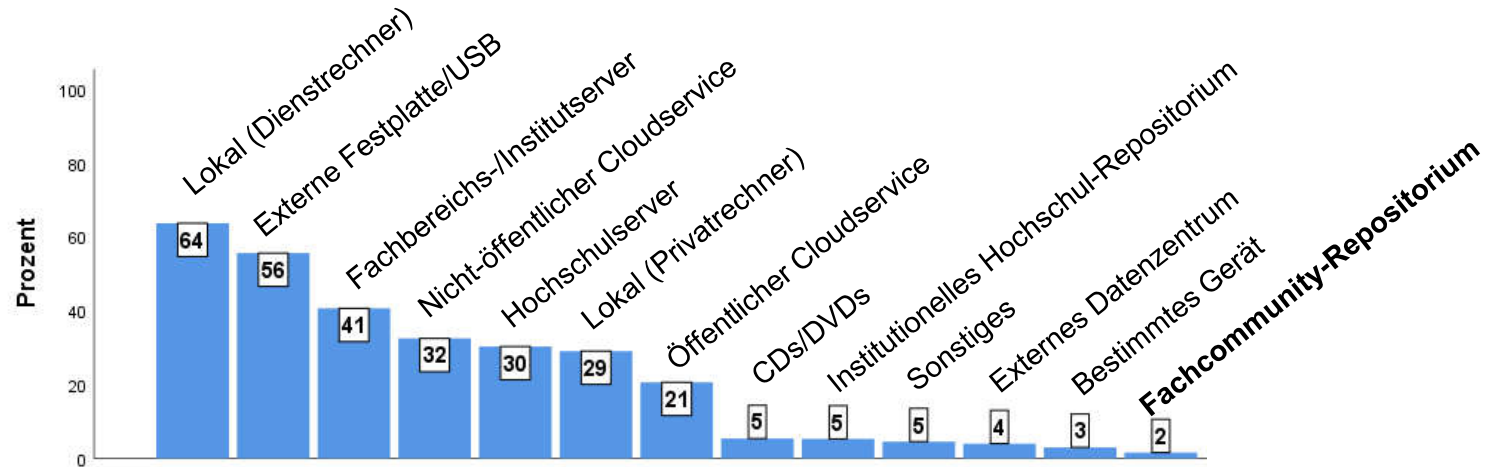 Prozent
100
80
60
40
20
0
Lokal (Dienstrechner)
Externe Festplatte/USB
Fachbereichs-/Institutserver
Nicht-öffentlicher Cloudservice
Hochschulserver
Lokal (Privatrechner)
Öffentlicher Cloudservice
CDs/DVDs
Institutionelles Hochschul-Repositorium
Sonstiges
Externes Datenzentrum
Bestimmtes Gerät
Fachcommunity-Repositorium
64
56
41
32
30
29
21
5
5
5
4
3
2